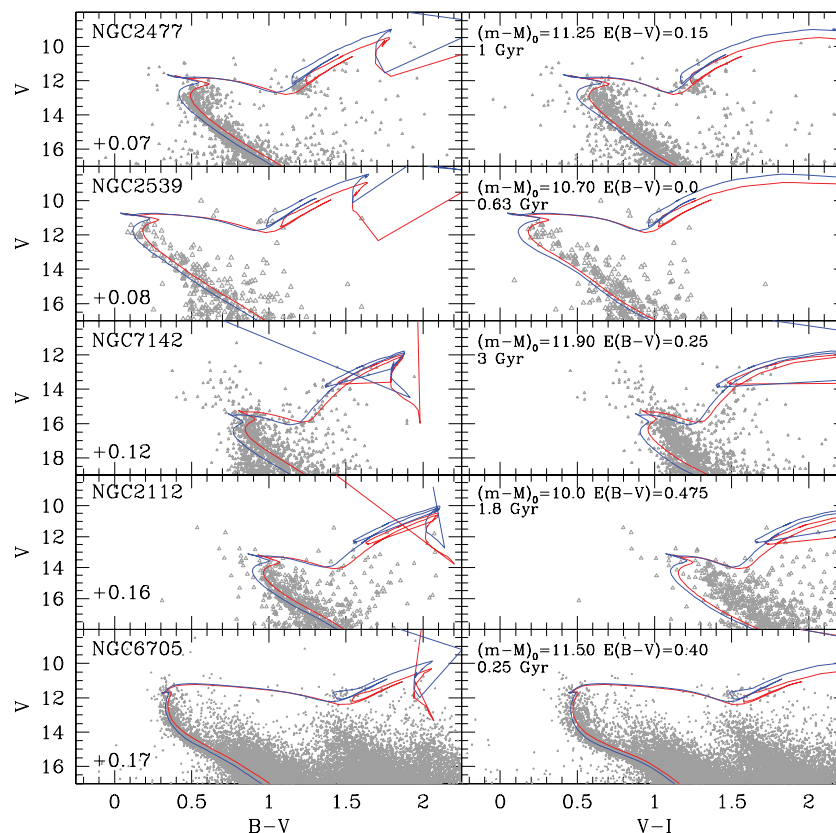 NGC2477
(m−M)₀=11.25 E(B−V)=0.15
1 Gyr
+0.07
V
8
10
12
14
16
NGC2539
(m−M)₀=10.70 E(B−V)=0.0
0.63 Gyr
+0.08
V
10
12
14
16
NGC7142
(m−M)₀=11.90 E(B−V)=0.25
3 Gyr
+0.12
V
12
14
16
18
NGC2112
(m−M)₀=10.0 E(B−V)=0.475
1.8 Gyr
+0.16
V
10
12
14
16
NGC6705
(m−M)₀=11.50 E(B−V)=0.40
0.25 Gyr
+0.17
V
10
12
14
16
0 0.5 1 1.5 2 0 0.5 1 1.5 2
B−V V−I